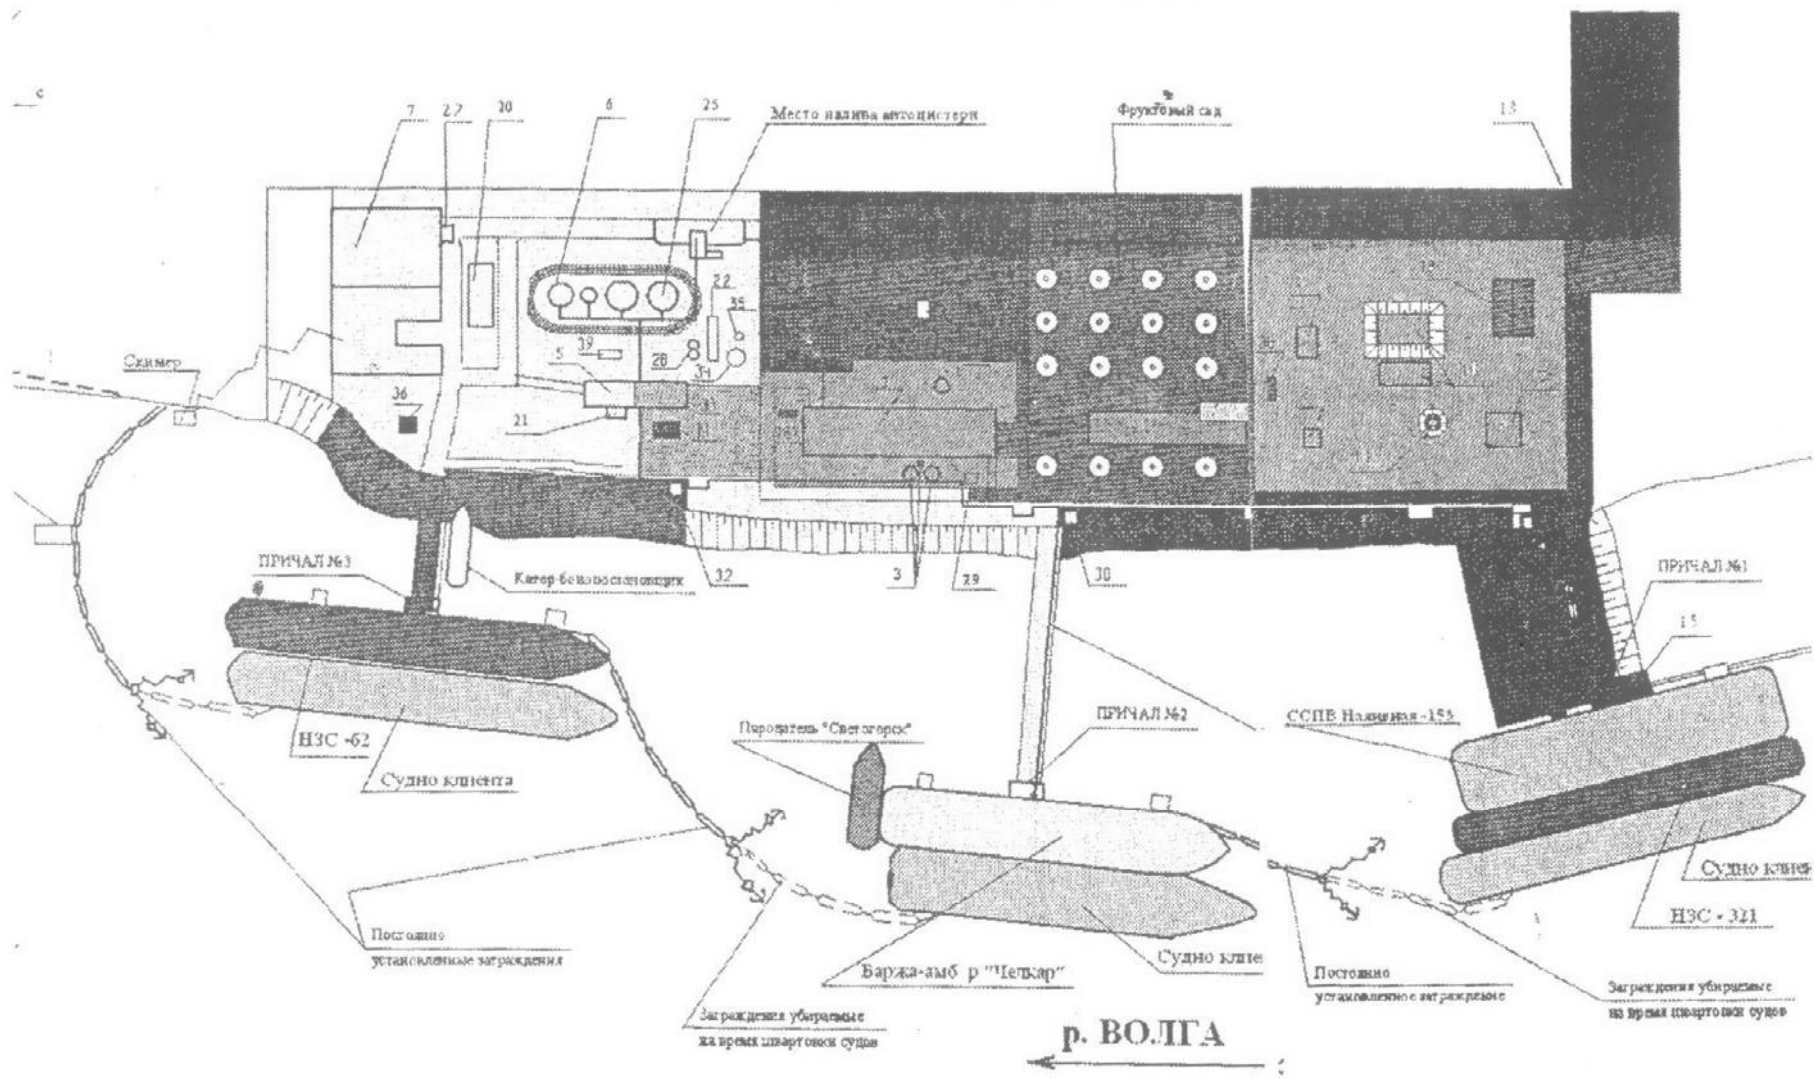 с
7
27
20
6
25
Место налива автоцистерн
Фруктовый сад
13
22
35
39
5
28
34
Скимер
36
21
ПРИЧАЛ №3
Катер-бонопостановщик
32
3
29
30
ПРИЧАЛ №1
15
НЗС -62
Судно клиента
"Светогорск"
ПРИЧАЛ №2
ССПВ Наливная -153
Судно клиен
НЗС - 321
Постоянно
установленные заграждения
Баржа-амб р "Челкар"
Судно клие
Постоянно
установленное заграждение
Заграждения убираемые
на время швартовки судов
Заграждения убираемые
на время швартовки судов
р. ВОЛГА